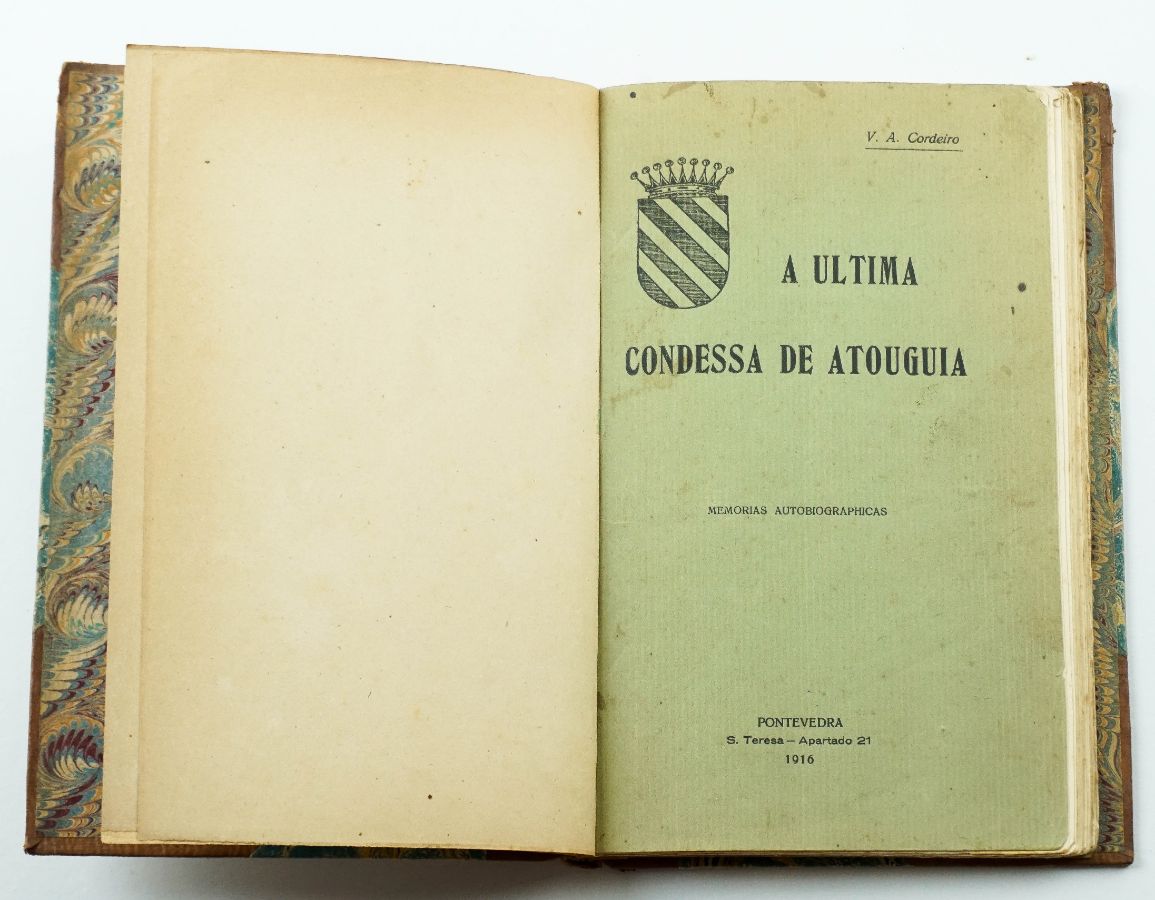 V. A. Cordeiro
A ULTIMA
CONDESSA DE ATOUGUIA
MEMORIAS AUTOBIOGRAPHICAS
PONTEVEDRA
S. Teresa — Apartado 21
1916